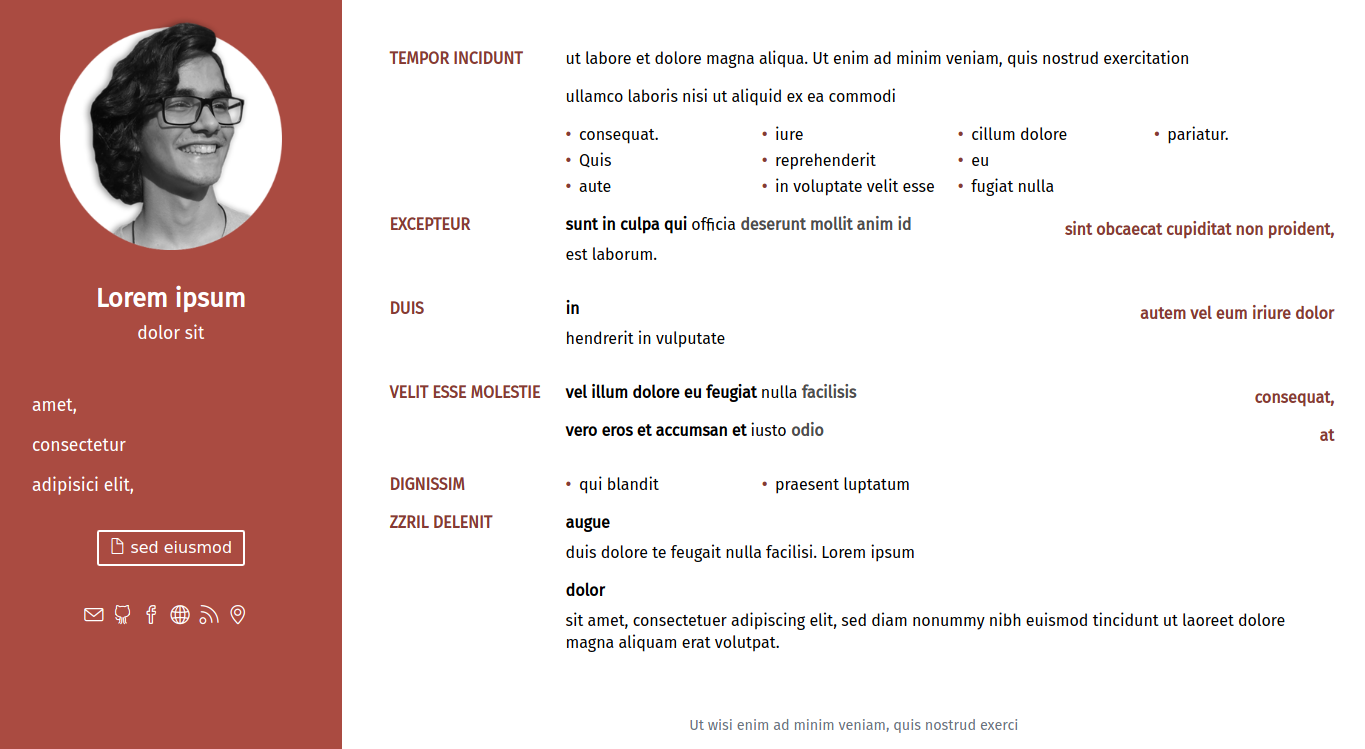 Lorem ipsum
dolor sit
amet,
consectetur
adipisici elit,
sed eiusmod
TEMPOR INCIDUNT
ut labore et dolore magna aliqua. Ut enim ad minim veniam, quis nostrud exercitation
ullamco laboris nisi ut aliquid ex ea commodi
• consequat.
• Quis
• aute
• iure
• reprehenderit
• in voluptate velit esse
• cillum dolore
• eu
• fugiat nulla
• pariatur.
EXCEPTEUR
sint obcaecat cupiditat non proident,
sunt in culpa qui officia deserunt mollit anim id
est laborum.
DUIS
autem vel eum iriure dolor
in
hendrerit in vulputate
VELIT ESSE MOLESTIE
consequat,
vel illum dolore eu feugiat nulla facilisis
at
vero eros et accumsan et iusto odio
DIGNISSIM
• qui blandit
• praesent luptatum
ZZRIL DELENIT
augue
duis dolore te feugait nulla facilisi. Lorem ipsum
dolor
sit amet, consectetuer adipiscing elit, sed diam nonummy nibh euismod tincidunt ut laoreet dolore
magna aliquam erat volutpat.
Ut wisi enim ad minim veniam, quis nostrud exerci